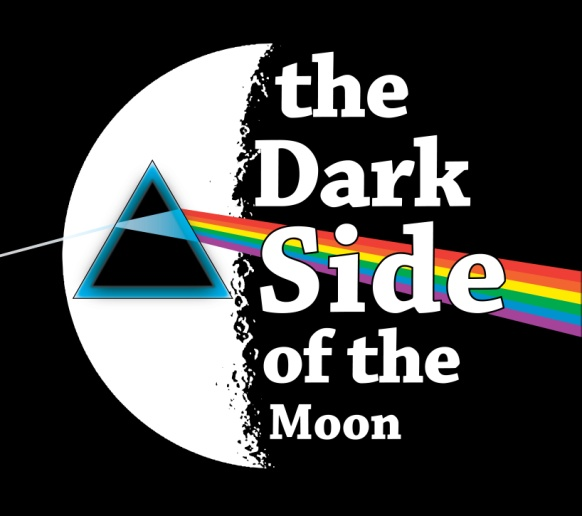 the
Dark
Side
of the
Moon